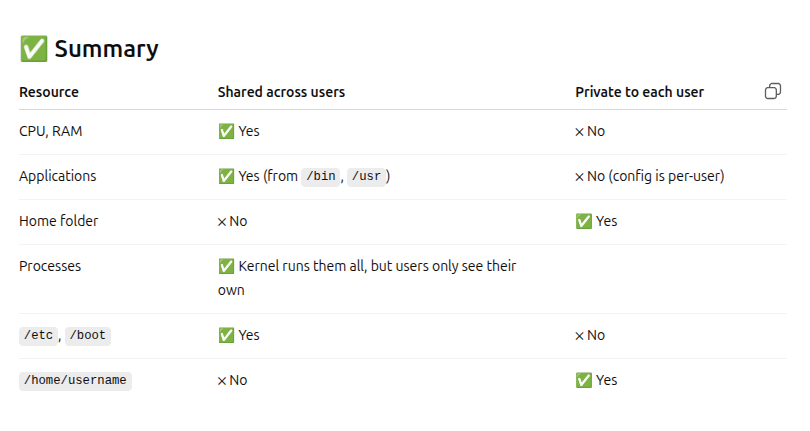 ✅ Summary
Resource Shared across users Private to each user
CPU, RAM ✅ Yes × No
Applications ✅ Yes (from /bin, /usr) × No (config is per-user)
Home folder × No ✅ Yes
Processes ✅ Kernel runs them all, but users only see their
own
/etc, /boot ✅ Yes × No
/home/username × No ✅ Yes